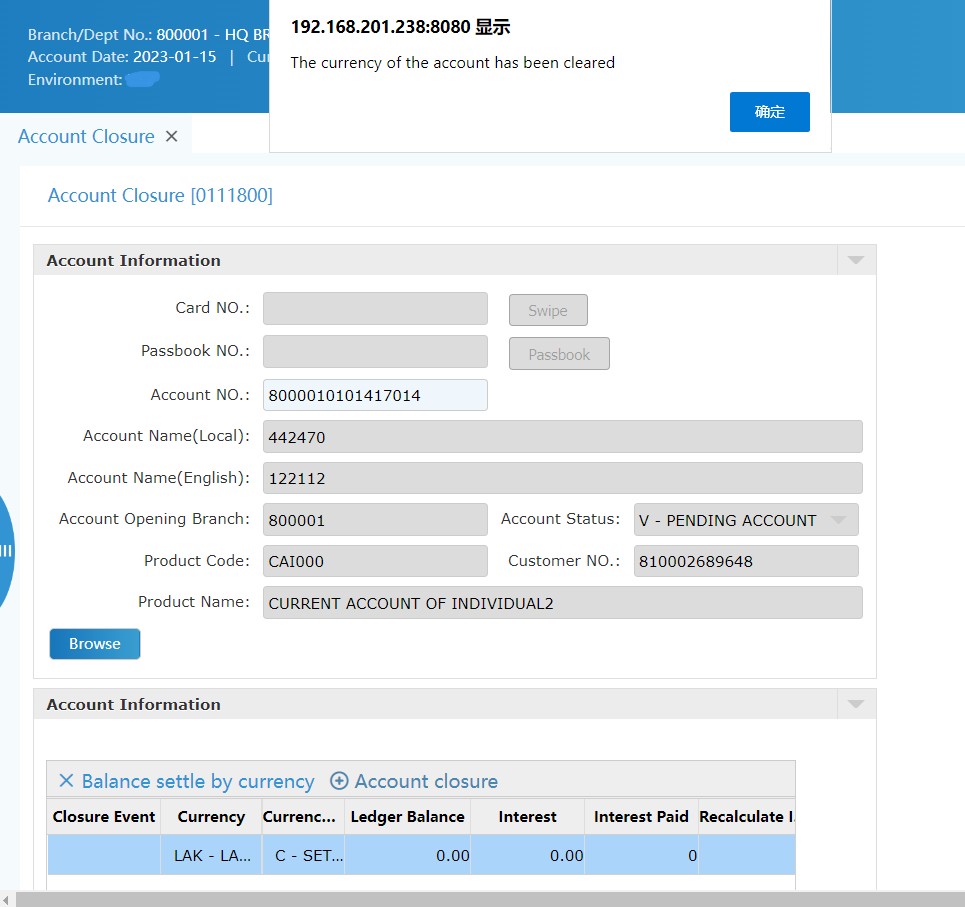 192.168.201.238:8080 显示
The currency of the account has been cleared
确定
Branch/Dept No.: 800001 - HQ BR
Account Date: 2023-01-15 | Cu
Environment:
Account Closure ✕
Account Closure [0111800]
Account Information
Card NO.: Swipe
Passbook NO.: Passbook
Account NO.: 8000010101417014
Account Name(Local): 442470
Account Name(English): 122112
Account Opening Branch: 800001 Account Status: V - PENDING ACCOUNT
Product Code: CAI000 Customer NO.: 810002689648
Product Name: CURRENT ACCOUNT OF INDIVIDUAL2
Browse
Account Information
Balance settle by currency Account closure
Closure Event Currency Currenc... Ledger Balance Interest Interest Paid Recalculate I.
LAK - LA... C - SET... 0.00 0.00 0